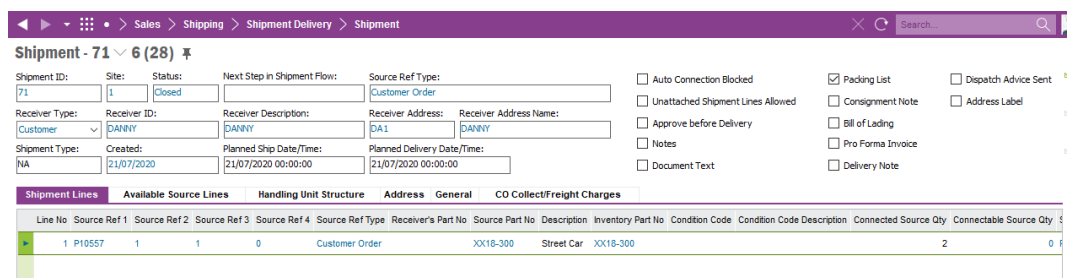 Sales > Shipping > Shipment Delivery > Shipment Search...
Shipment - 71 6 (28)
Shipment ID: Site: Status: Next Step in Shipment Flow: Source Ref Type:
71 1 Closed Customer Order
Auto Connection Blocked Packing List Dispatch Advice Sent
Unattached Shipment Lines Allowed Consignment Note Address Label
Receiver Type: Receiver ID: Receiver Description: Receiver Address: Receiver Address Name:
Customer DANNY DANNY DA1 DANNY
Approve before Delivery Bill of Lading
Notes Pro Forma Invoice
Shipment Type: Created: Planned Ship Date/Time: Planned Delivery Date/Time:
NA 21/07/2020 21/07/2020 00:00:00 21/07/2020 00:00:00
Document Text Delivery Note
Shipment Lines Available Source Lines Handling Unit Structure Address General CO Collect/Freight Charges
Line No Source Ref 1 Source Ref 2 Source Ref 3 Source Ref 4 Source Ref Type Receiver's Part No Source Part No Description Inventory Part No Condition Code Condition Code Description Connected Source Qty Connectable Source Qty
1 P10557 1 1 0 Customer Order XX18-300 Street Car XX18-300 2 0